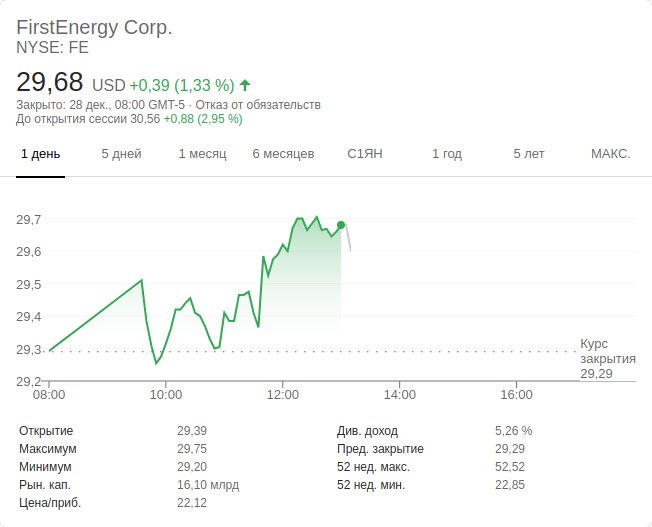 FirstEnergy Corp.
NYSE: FE
29,68 USD +0,39 (1,33 %)
Закрыто: 28 дек., 08:00 GMT-5 · Отказ от обязательств
До открытия сессии 30,56 +0,88 (2,95 %)
1 день 5 дней 1 месяц 6 месяцев С1ЯН 1 год 5 лет МАКС.
29,7
29,6
29,5
29,4
29,3
29,2
Курс
закрытия
29,29
08:00 10:00 12:00 14:00 16:00
Открытие 29,39 Див. доход 5,26 %
Максимум 29,75 Пред. закрытие 29,29
Минимум 29,20 52 нед. макс. 52,52
Рын. кап. 16,10 млрд 52 нед. мин. 22,85
Цена/приб. 22,12